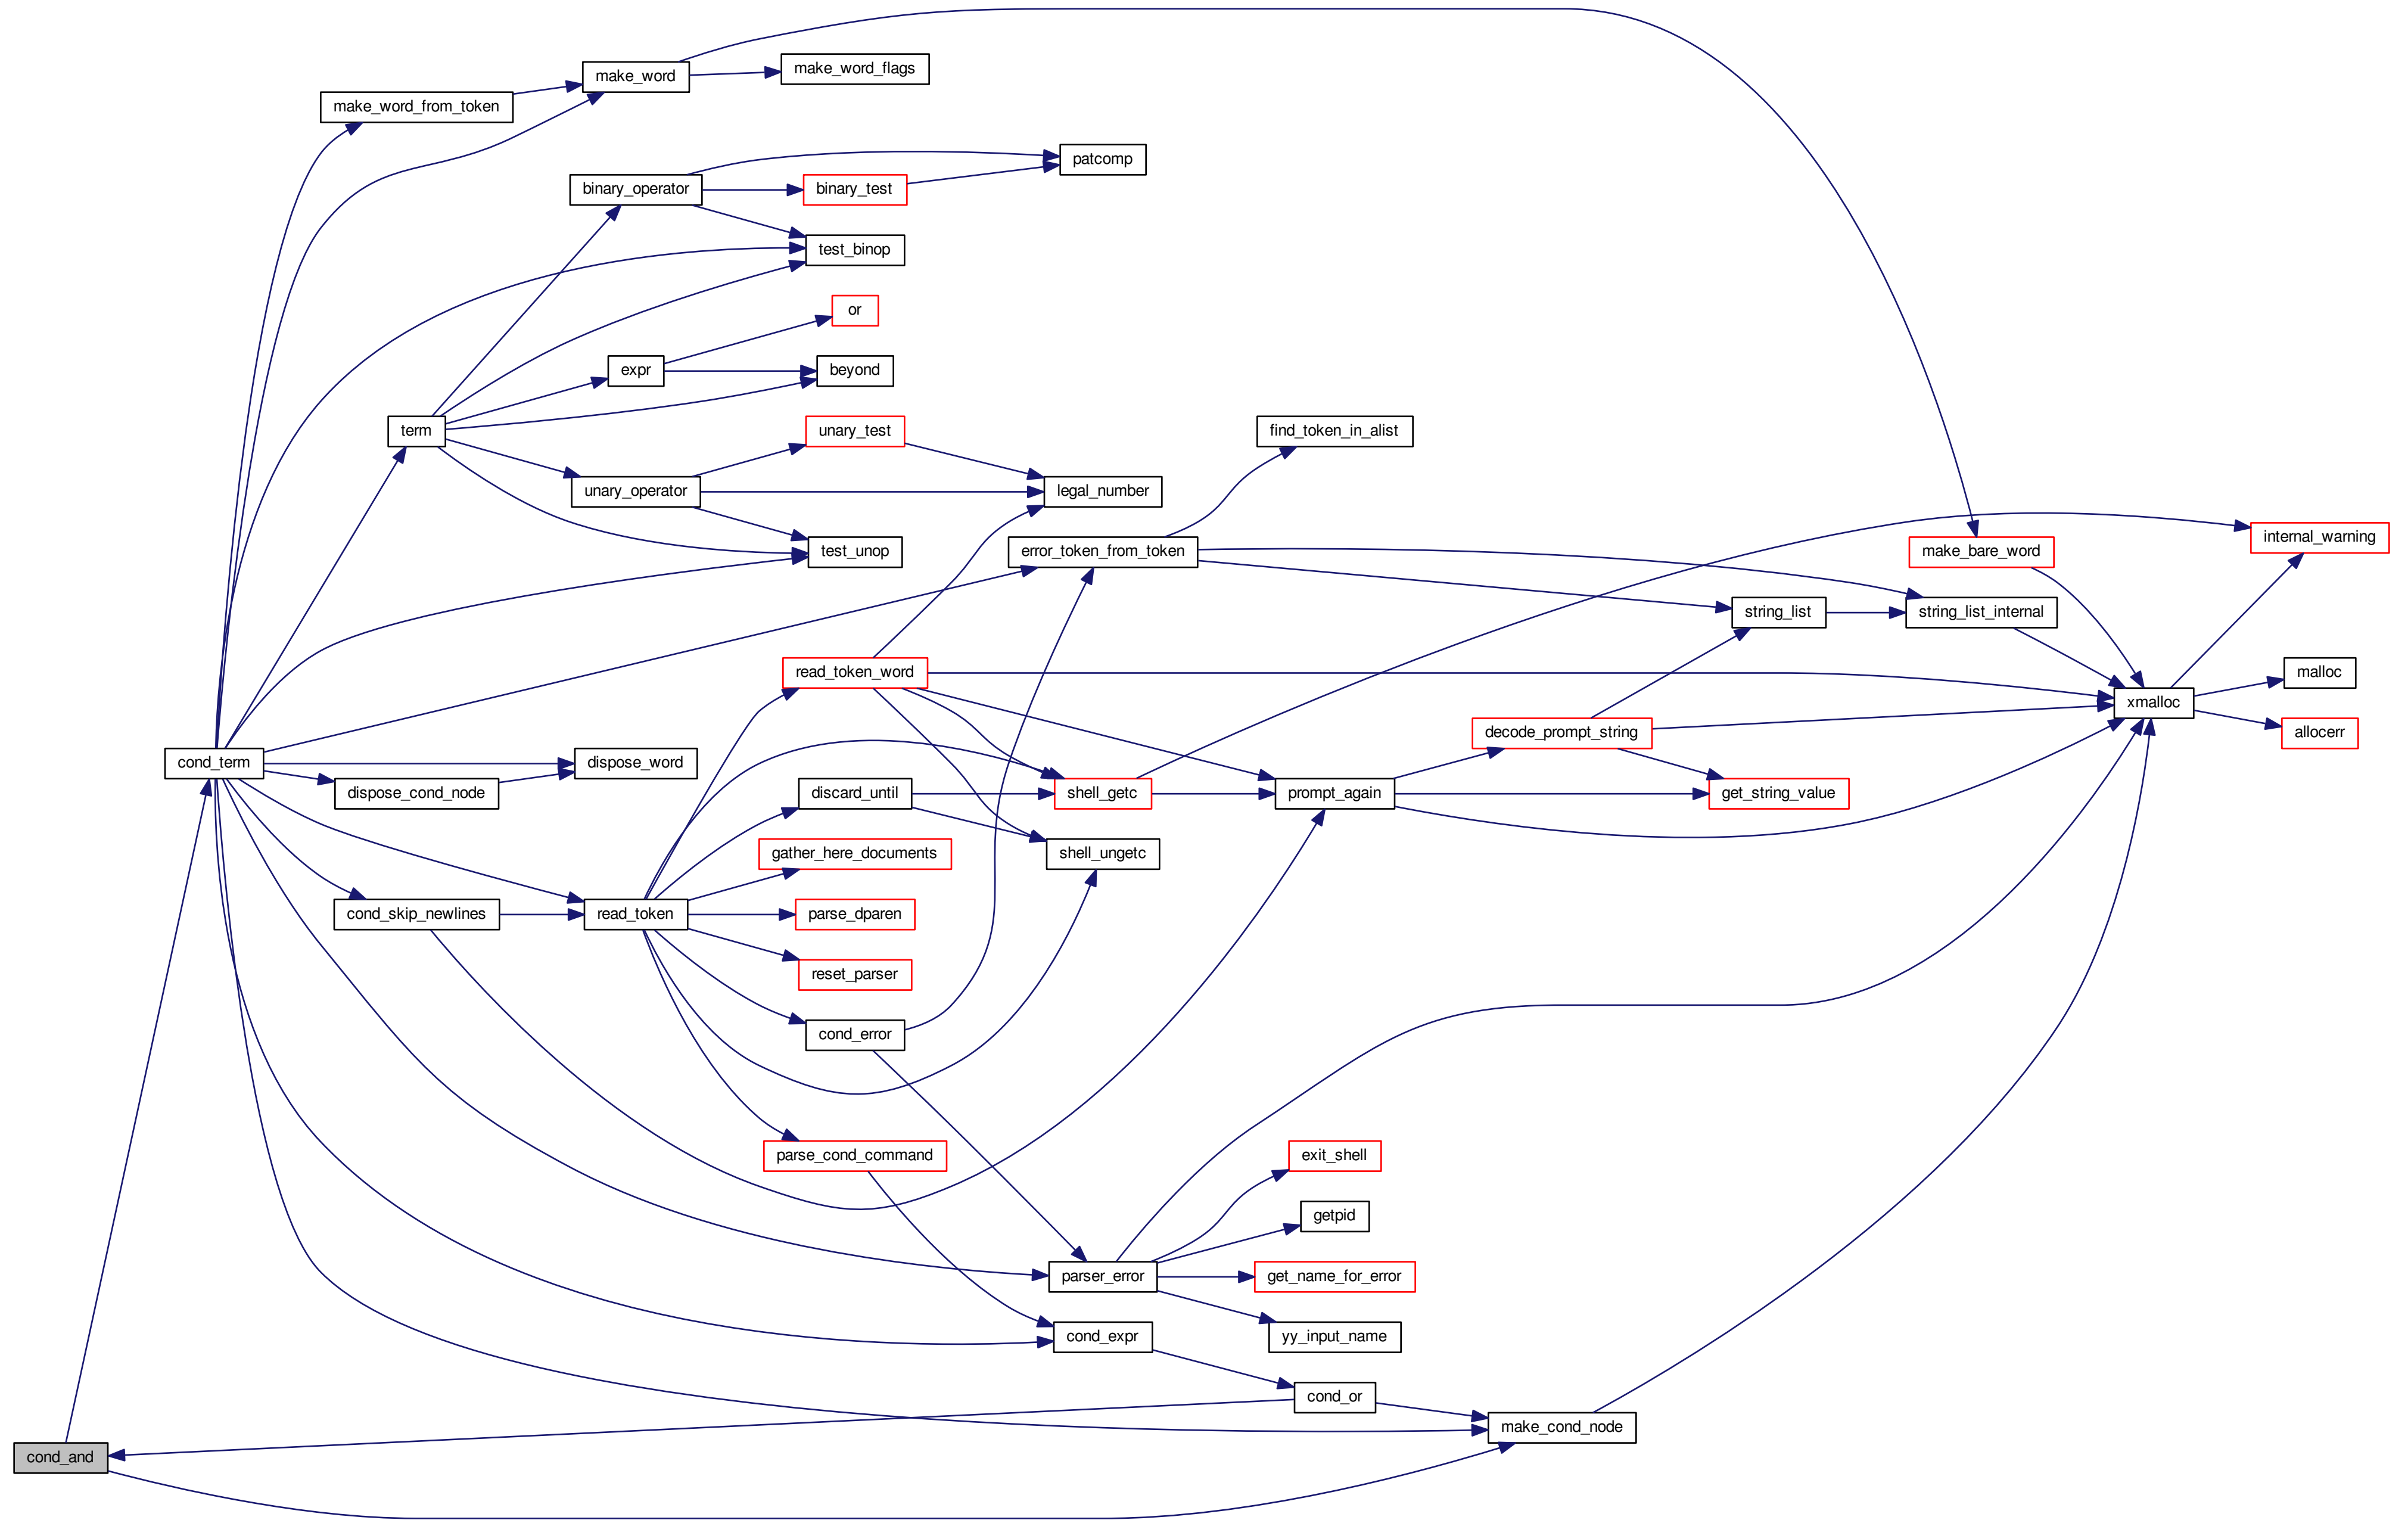 make_word
make_word_flags
make_word_from_token
patcomp
binary_operator
binary_test
test_binop
or
expr
beyond
term
unary_test
find_token_in_alist
unary_operator
legal_number
test_unop
error_token_from_token
make_bare_word
internal_warning
string_list
string_list_internal
read_token_word
malloc
xmalloc
decode_prompt_string
allocerr
cond_term
dispose_word
dispose_cond_node
discard_until
shell_getc
prompt_again
get_string_value
gather_here_documents
shell_ungetc
cond_skip_newlines
read_token
parse_dparen
reset_parser
cond_error
parse_cond_command
exit_shell
getpid
parser_error
get_name_for_error
cond_expr
yy_input_name
cond_or
make_cond_node
cond_and